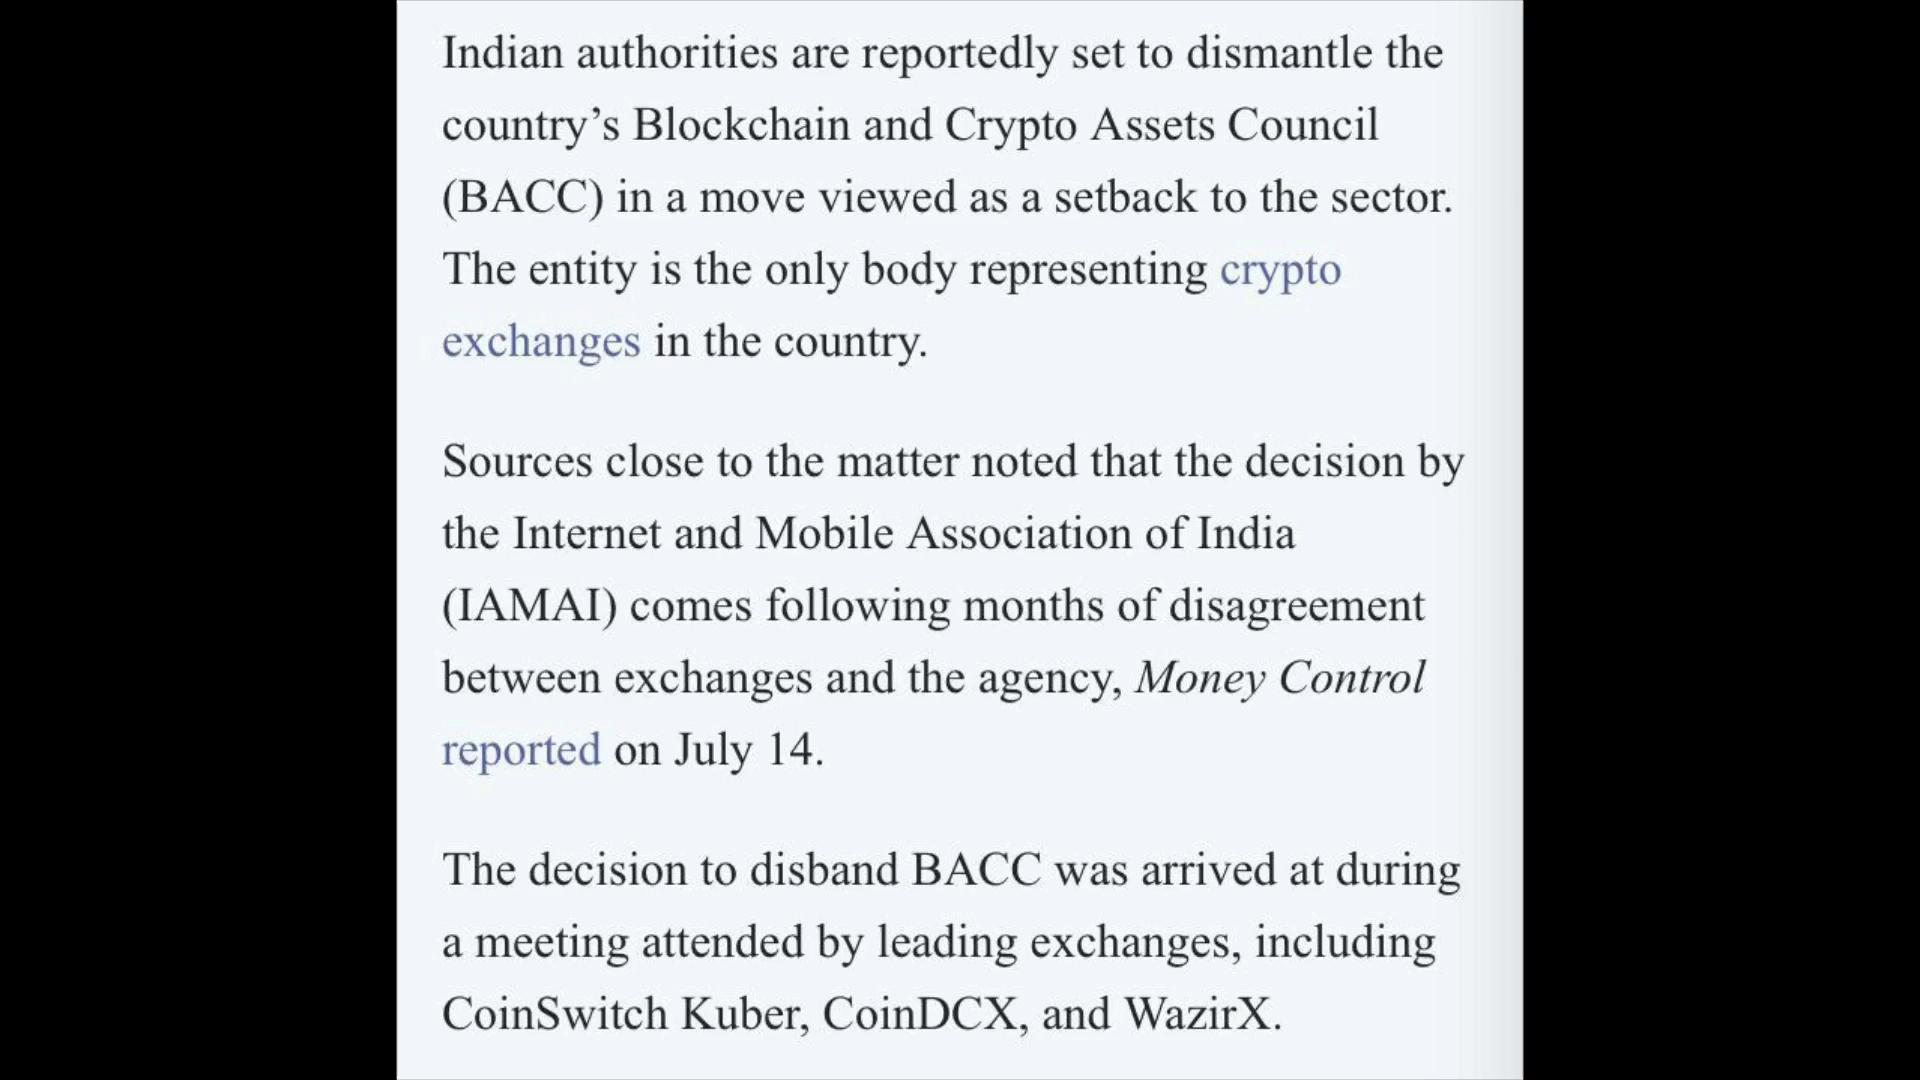 Indian authorities are reportedly set to dismantle the
country’s Blockchain and Crypto Assets Council
(BACC) in a move viewed as a setback to the sector.
The entity is the only body representing crypto
exchanges in the country.
Sources close to the matter noted that the decision by
the Internet and Mobile Association of India
(IAMAI) comes following months of disagreement
between exchanges and the agency, Money Control
reported on July 14.
The decision to disband BACC was arrived at during
a meeting attended by leading exchanges, including
CoinSwitch Kuber, CoinDCX, and WazirX.